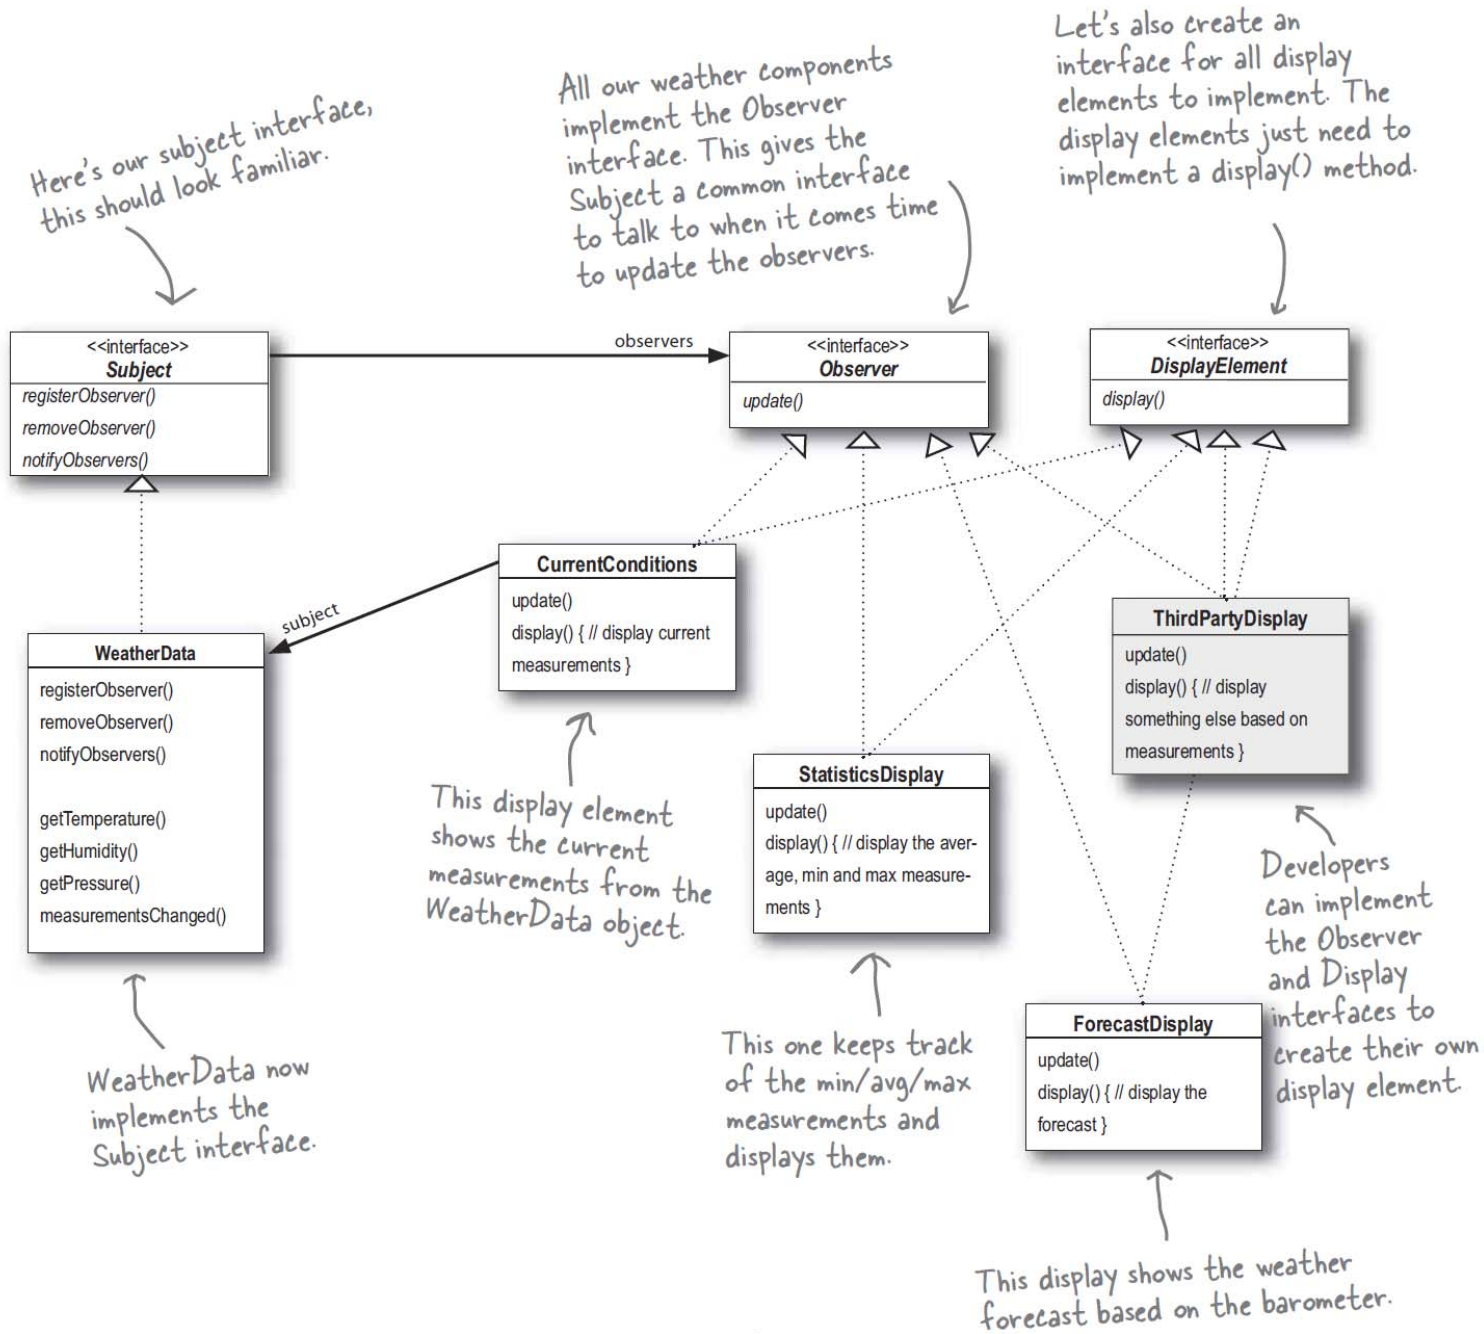 Here's our subject interface,
this should look familiar.
All our weather components
implement the Observer
interface. This gives the
Subject a common interface
to talk to when it comes time
to update the observers.
Let's also create an
interface for all display
elements to implement. The
display elements just need to
implement a display() method.
<<interface>>
Subject
registerObserver()
removeObserver()
notifyObservers()
observers
<<interface>>
Observer
update()
<<interface>>
DisplayElement
display()
subject
CurrentConditions
update()
display() { // display current
measurements }
WeatherData
registerObserver()
removeObserver()
notifyObservers()
getTemperature()
getHumidity()
getPressure()
measurementsChanged()
ThirdPartyDisplay
update()
display() { // display
something else based on
measurements }
StatisticsDisplay
update()
display() { // display the aver-
age, min and max measure-
ments }
This display element
shows the current
measurements from the
WeatherData object.
Developers
can implement
the Observer
and Display
interfaces to
create their own
display element.
ForecastDisplay
update()
display() { // display the
forecast }
WeatherData now
implements the
Subject interface.
This one keeps track
of the min/avg/max
measurements and
displays them.
This display shows the weather
forecast based on the barometer.